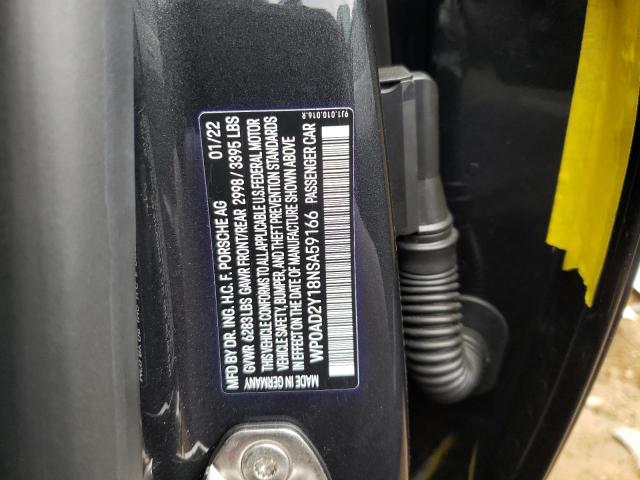 9J1.010.016.R
MFD BY DR. ING. H.C. F. PORSCHE AG 01/22
GVWR 6283 LBS GAWR FRONT/REAR 2998 / 3395 LBS
THIS VEHICLE CONFORMS TO ALL APPLICABLE U.S. FEDERAL MOTOR
VEHICLE SAFETY, BUMPER, AND THEFT PREVENTION STANDARDS
IN EFFECT ON THE DATE OF MANUFACTURE SHOWN ABOVE
WP0AD2Y18NSA59166 PASSENGER CAR
MADE IN GERMANY